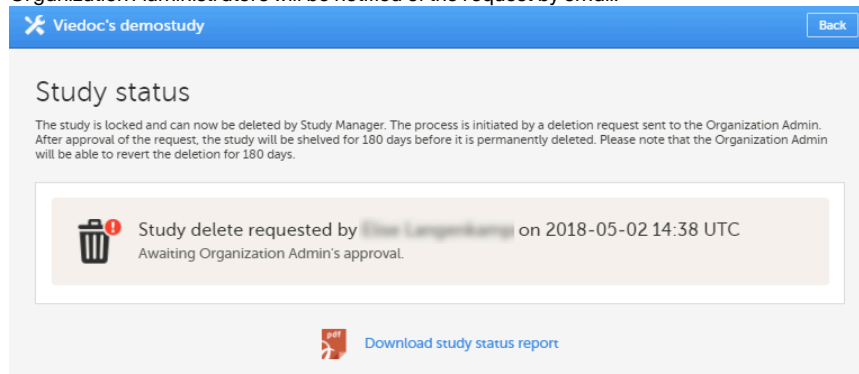 Viedoc's demostudy
Back
Study status
The study is locked and can now be deleted by Study Manager. The process is initiated by a deletion request sent to the Organization Admin.
After approval of the request, the study will be shelved for 180 days before it is permanently deleted. Please note that the Organization Admin
will be able to revert the deletion for 180 days.
Study delete requested by on 2018-05-02 14:38 UTC
Awaiting Organization Admin's approval.
pdf
Download study status report